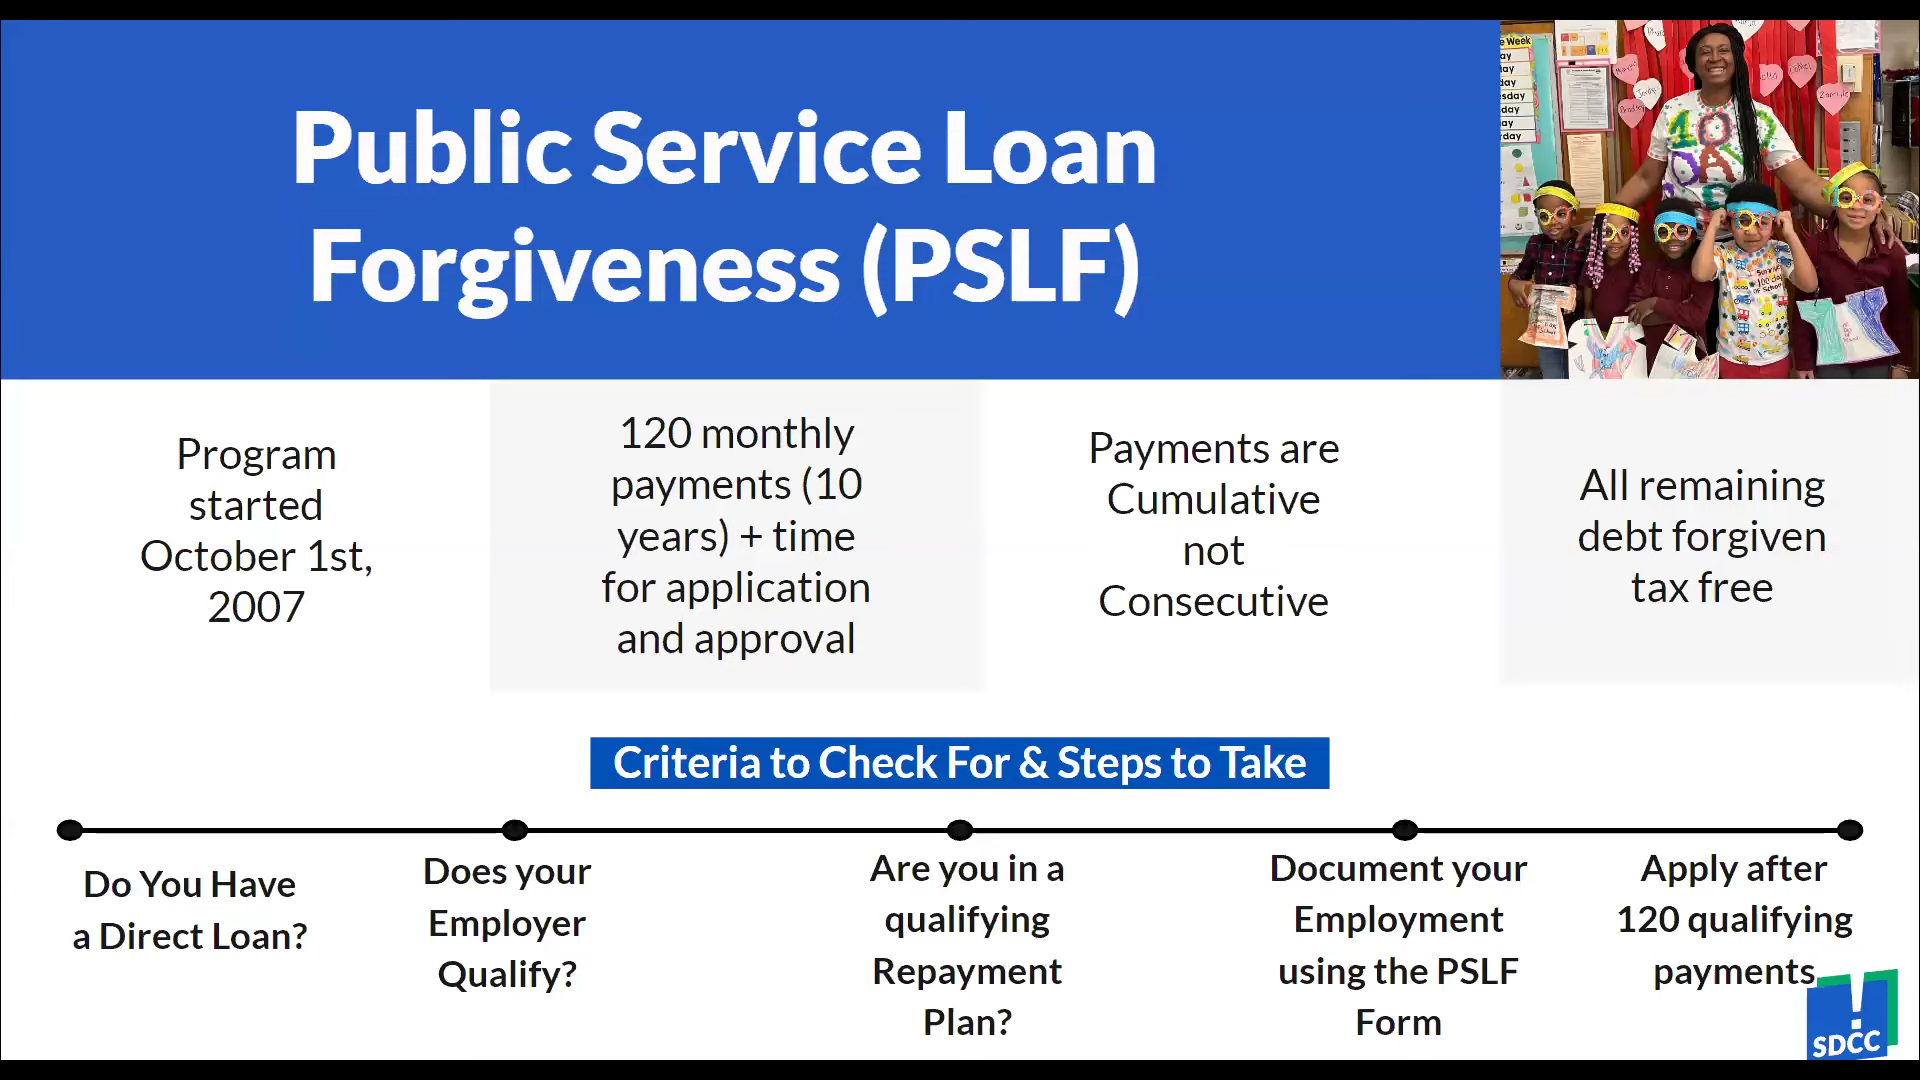 Public Service Loan
Forgiveness (PSLF)
Program
started
October 1st,
2007
120 monthly
payments (10
years) + time
for application
and approval
Payments are
Cumulative
not
Consecutive
All remaining
debt forgiven
tax free
Criteria to Check For & Steps to Take
Do You Have
a Direct Loan?
Does your
Employer
Qualify?
Are you in a
qualifying
Repayment
Plan?
Document your
Employment
using the PSLF
Form
Apply after
120 qualifying
payments
SDCC